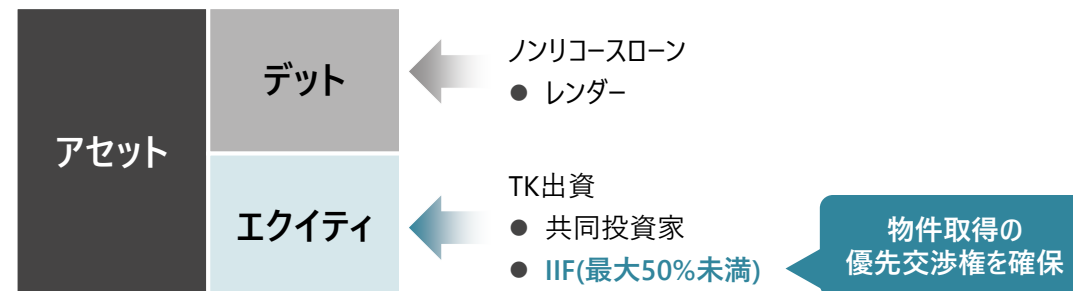 アセット
デット
ノンリコースローン
● レンダー
エクイティ
TK出資
● 共同投資家
● IIF(最大50%未満)
物件取得の
優先交渉権を確保